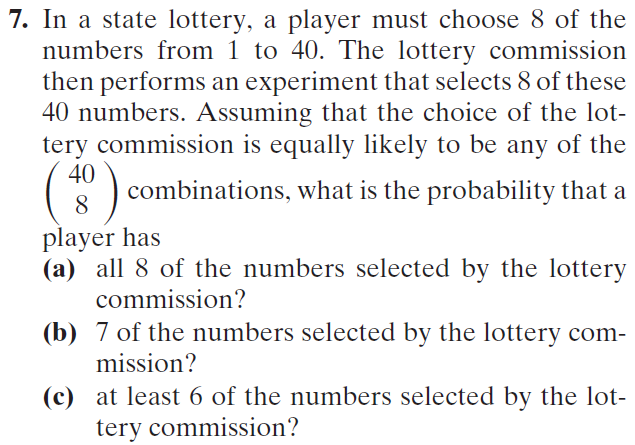 7. In a state lottery, a player must choose 8 of the
numbers from 1 to 40. The lottery commission
then performs an experiment that selects 8 of these
40 numbers. Assuming that the choice of the lot-
tery commission is equally likely to be any of the
(40
8) combinations, what is the probability that a
player has
(a) all 8 of the numbers selected by the lottery
commission?
(b) 7 of the numbers selected by the lottery com-
mission?
(c) at least 6 of the numbers selected by the lot-
tery commission?